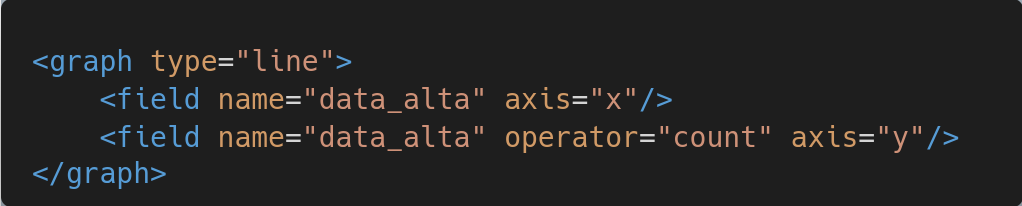 <graph type="line">
    <field name="data_alta" axis="x"/>
    <field name="data_alta" operator="count" axis="y"/>
</graph>